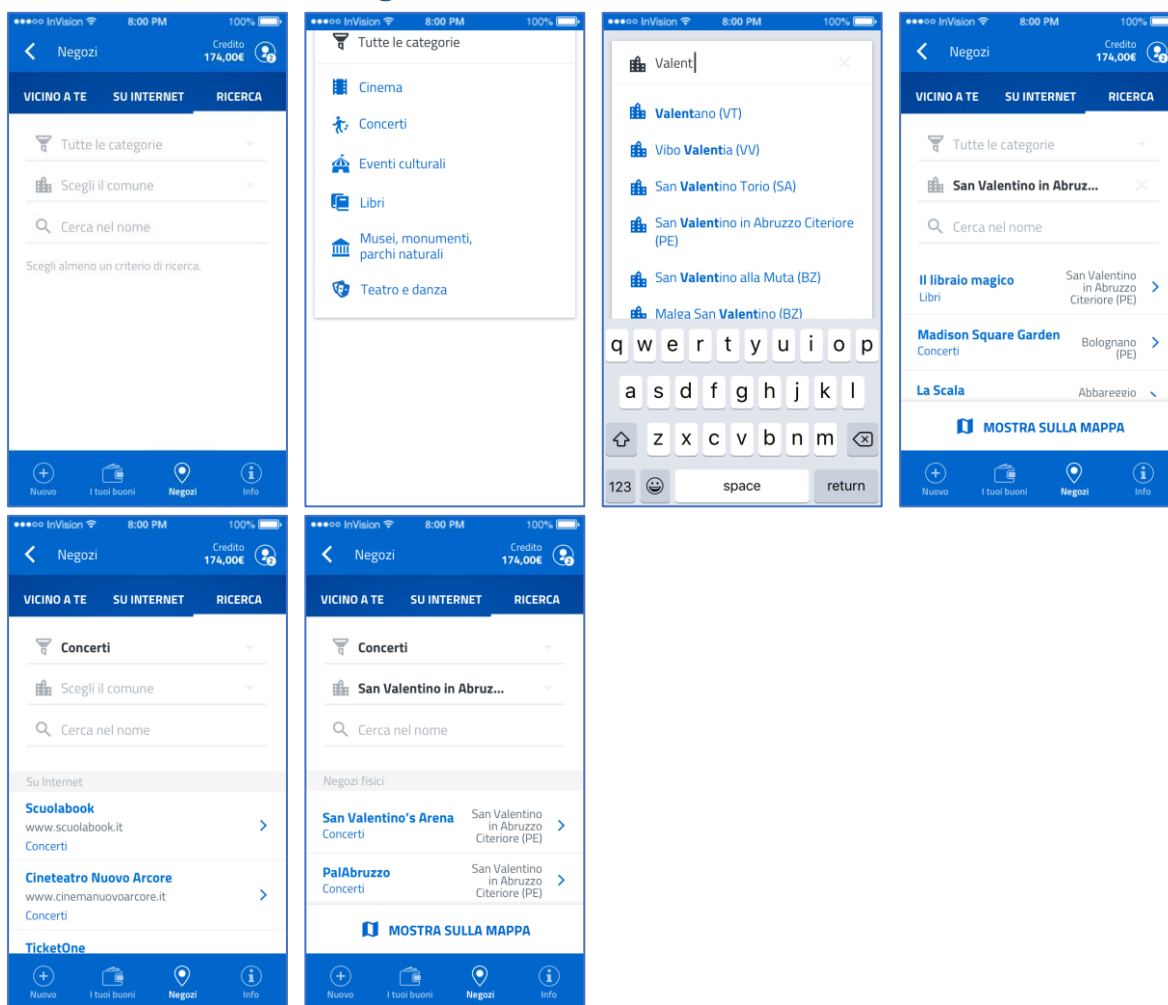 ●●●○○ InVision 8:00 PM 100%
Negozi
Credito
174,00€
2
VICINO A TE SU INTERNET RICERCA
Tutte le categorie
Scegli il comune
Cerca nel nome
Scegli almeno un criterio di ricerca.
Nuovo I tuoi buoni Negozi Info
●●●○○ InVision 8:00 PM 100%
Tutte le categorie
Cinema
Concerti
Eventi culturali
Libri
Musei, monumenti,
parchi naturali
Teatro e danza
●●●○○ InVision 8:00 PM 100%
Valent
Valentano (VT)
Vibo Valentia (VV)
San Valentino Torio (SA)
San Valentino in Abruzzo Citeriore
(PE)
San Valentino alla Muta (BZ)
Malga San Valentino (BZ)
q w e r t y u i o p
a s d f g h j k l
z x c v b n m
123 space return
●●●○○ InVision 8:00 PM 100%
Negozi
Credito
174,00€
2
VICINO A TE SU INTERNET RICERCA
Tutte le categorie
San Valentino in Abruz...
Cerca nel nome
Il libraio magico
Libri
San Valentino
in Abruzzo
Citeriore (PE)
Madison Square Garden
Concerti
Bolognano
(PE)
La Scala
Abbareggio
MOSTRA SULLA MAPPA
Nuovo I tuoi buoni Negozi Info
●●●○○ InVision 8:00 PM 100%
Negozi
Credito
174,00€
2
VICINO A TE SU INTERNET RICERCA
Concerti
Scegli il comune
Cerca nel nome
Su Internet
Scuolabook
www.scuolabook.it
Concerti
Cineteatro Nuovo Arcore
www.cinemanuovoarcore.it
Concerti
TicketOne
Nuovo I tuoi buoni Negozi Info
●●●○○ InVision 8:00 PM 100%
Negozi
Credito
174,00€
2
VICINO A TE SU INTERNET RICERCA
Concerti
San Valentino in Abruz...
Cerca nel nome
Negozi fisici
San Valentino's Arena
Concerti
San Valentino
in Abruzzo
Citeriore (PE)
PalAbruzzo
Concerti
San Valentino
in Abruzzo
Citeriore (PE)
MOSTRA SULLA MAPPA
Nuovo I tuoi buoni Negozi Info